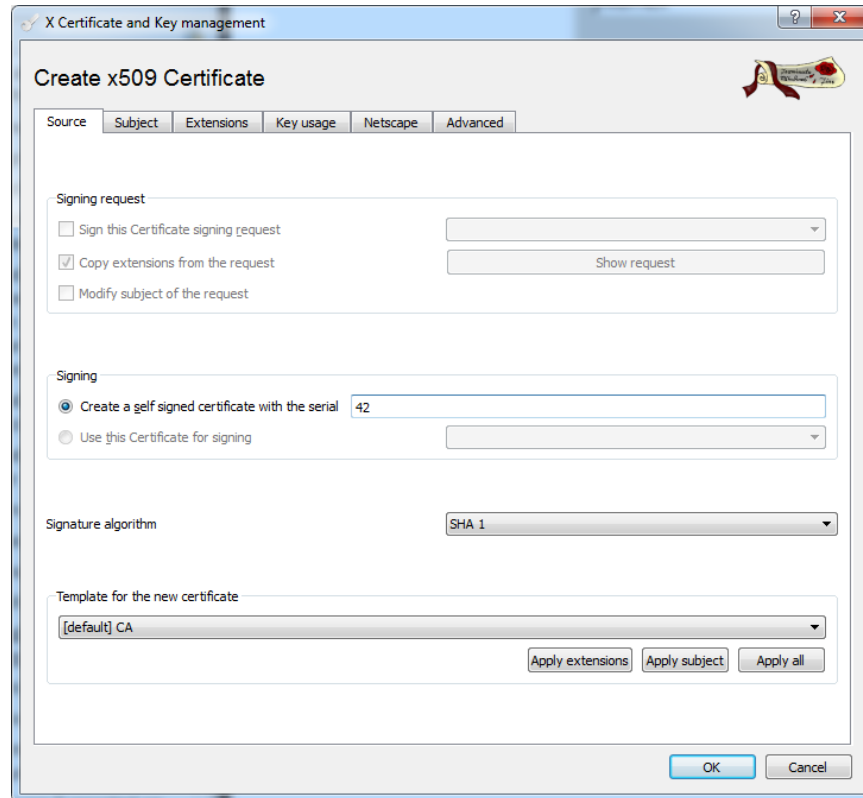 X Certificate and Key management
Create x509 Certificate
Source Subject Extensions Key usage Netscape Advanced
Signing request
Sign this Certificate signing request
Copy extensions from the request Show request
Modify subject of the request
Signing
Create a self signed certificate with the serial 42
Use this Certificate for signing
Signature algorithm SHA 1
Template for the new certificate
[default] CA
Apply extensions Apply subject Apply all
OK Cancel